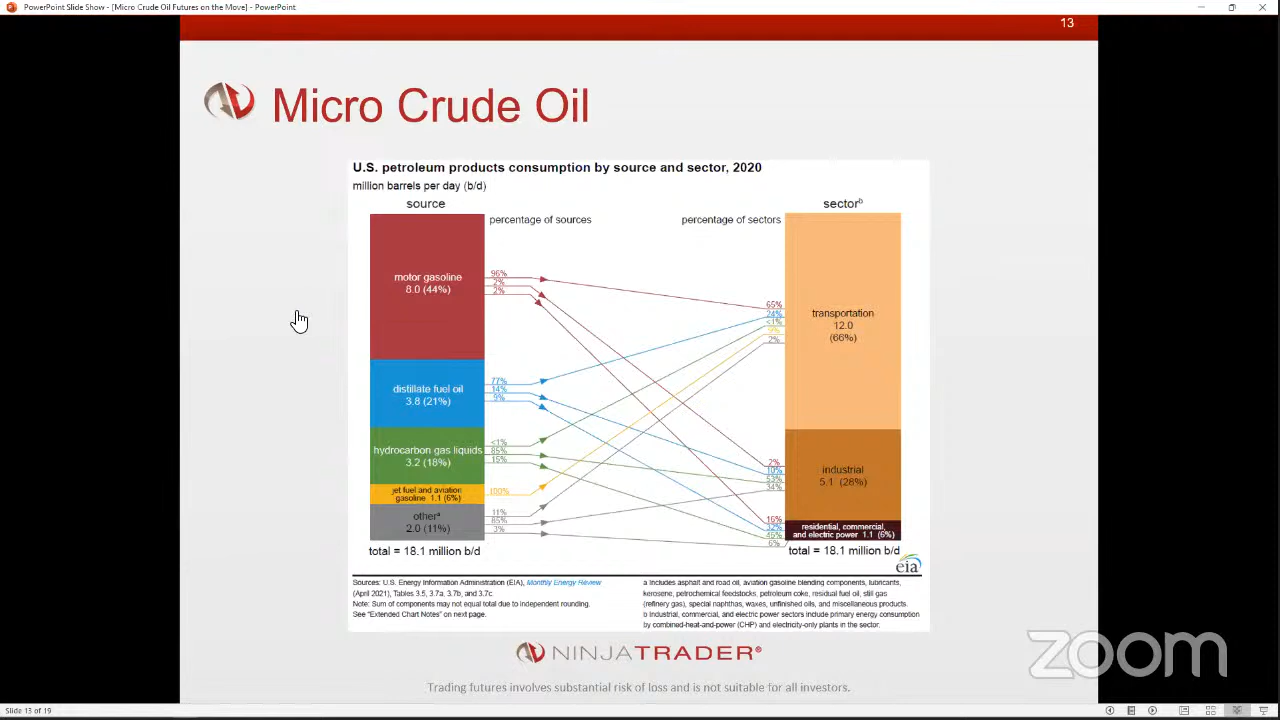 PowerPoint Slide Show - [Micro Crude Oil Futures on the Move] - PowerPoint
13
Micro Crude Oil
U.S. petroleum products consumption by source and sector, 2020
million barrels per day (b/d)
source
percentage of sources
percentage of sectors
sectorᵇ
motor gasoline
8.0 (44%)
96%
2%
2%
distillate fuel oil
3.8 (21%)
77%
14%
9%
hydrocarbon gas liquids
3.2 (18%)
<1%
85%
15%
jet fuel and aviation
gasoline 1.1 (6%)
100%
otherᵃ
2.0 (11%)
11%
85%
3%
total = 18.1 million b/d
65%
24%
<1%
9%
2%
transportation
12.0
(66%)
2%
10%
53%
34%
industrial
5.1 (28%)
16%
32%
45%
6%
residential, commercial,
and electric power 1.1 (6%)
total = 18.1 million b/d
eia
Sources: U.S. Energy Information Administration (EIA), Monthly Energy Review
(April 2021), Tables 3.5, 3.7a, 3.7b, and 3.7c.
Note: Sum of components may not equal total due to independent rounding.
See "Extended Chart Notes" on next page.
a Includes asphalt and road oil, aviation gasoline blending components, lubricants,
kerosene, petrochemical feedstocks, petroleum coke, residual fuel oil, still gas
(refinery gas), special naphthas, waxes, unfinished oils, and miscellaneous products.
b Industrial, commercial, and electric power sectors include primary energy consumption
by combined-heat-and-power (CHP) and electricity-only plants in the sector.
NINJATRADER®
zoom
Trading futures involves substantial risk of loss and is not suitable for all investors.
Slide 13 of 19